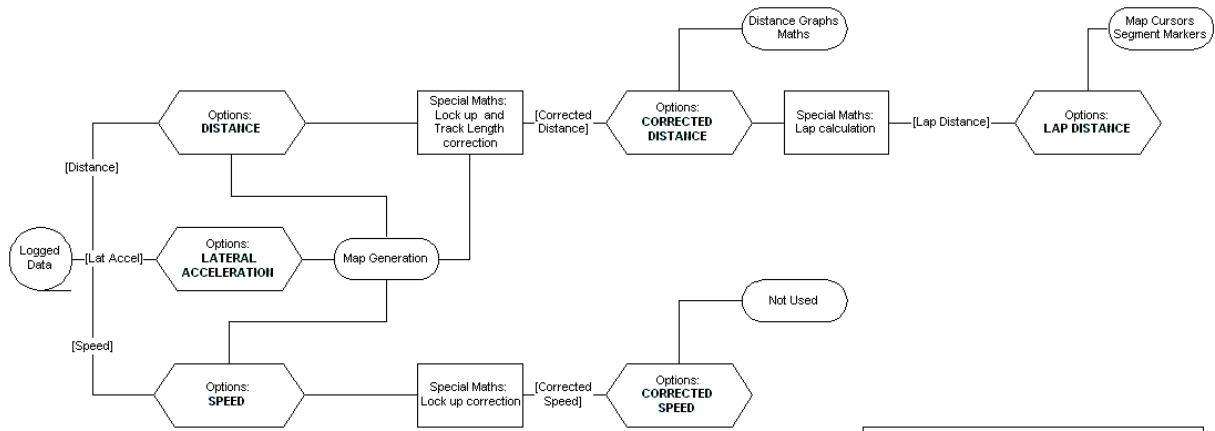 Distance Graphs
Maths
Map Cursors
Segment Markers
Options:
DISTANCE
Special Maths:
Lock up and
Track Length
correction
[Corrected
Distance]
Options:
CORRECTED
DISTANCE
Special Maths:
Lap calculation
[Lap Distance]
Options:
LAP DISTANCE
[Distance]
Logged
Data
[Lat Accel]
Options:
LATERAL
ACCELERATION
Map Generation
Not Used
[Speed]
Options:
SPEED
Special Maths:
Lock up correction
[Corrected
Speed]
Options:
CORRECTED
SPEED